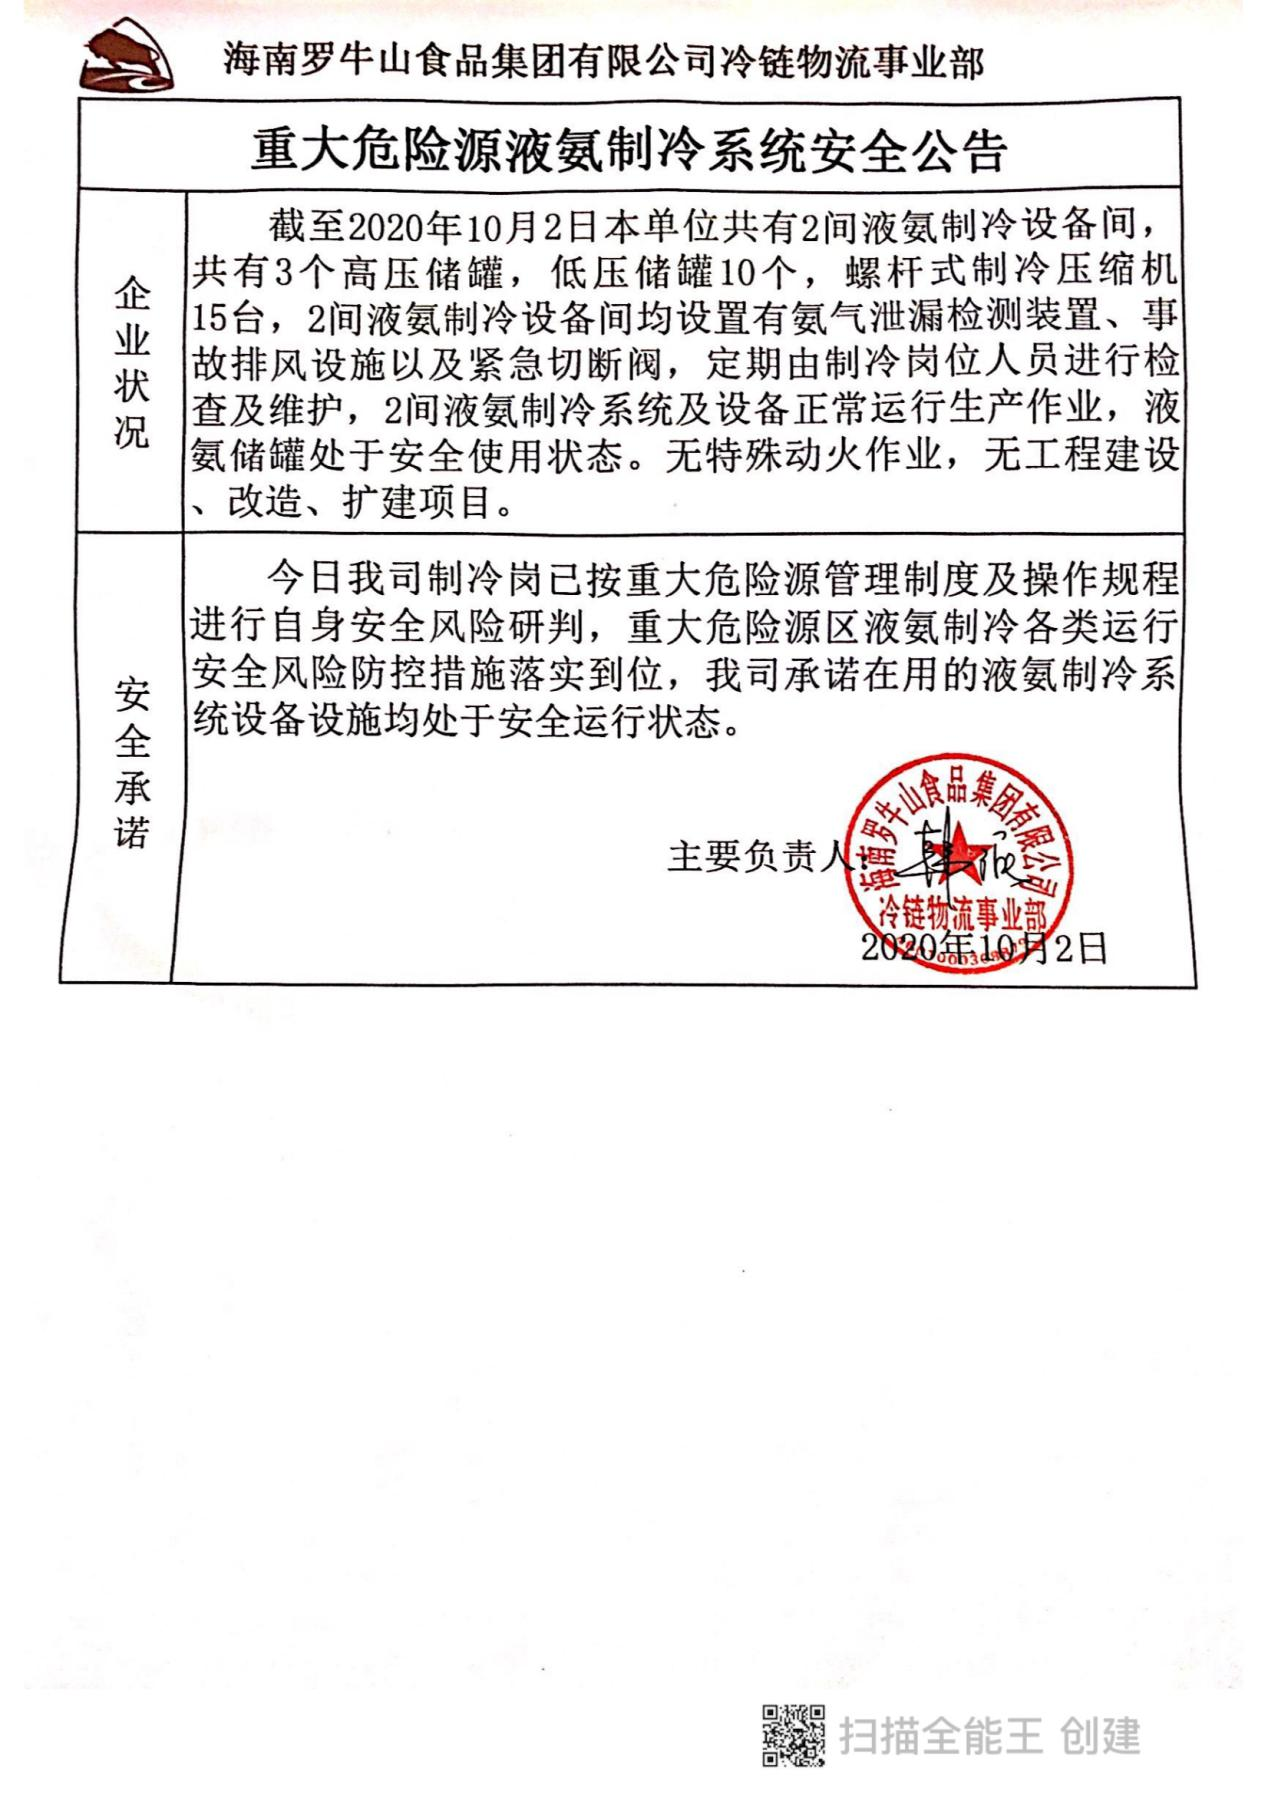 海南罗牛山食品集团有限公司冷链物流事业部
重大危险源液氨制冷系统安全公告
企业状况
截至2020年10月2日本单位共有2间液氨制冷设备间，
共有3个高压储罐，低压储罐10个，螺杆式制冷压缩机
15台，2间液氨制冷设备间均设置有氨气泄漏检测装置、事
故排风设施以及紧急切断阀，定期由制冷岗位人员进行检
查及维护，2间液氨制冷系统及设备正常运行生产作业，液
氨储罐处于安全使用状态。无特殊动火作业，无工程建设
、改造、扩建项目。
安全承诺
今日我司制冷岗已按重大危险源管理制度及操作规程
进行自身安全风险研判，重大危险源区液氨制冷各类运行
安全风险防控措施落实到位，我司承诺在用的液氨制冷系
统设备设施均处于安全运行状态。
主要负责人：
海南罗牛山食品集团有限公司
冷链物流事业部
2020年10月2日
扫描全能王 创建